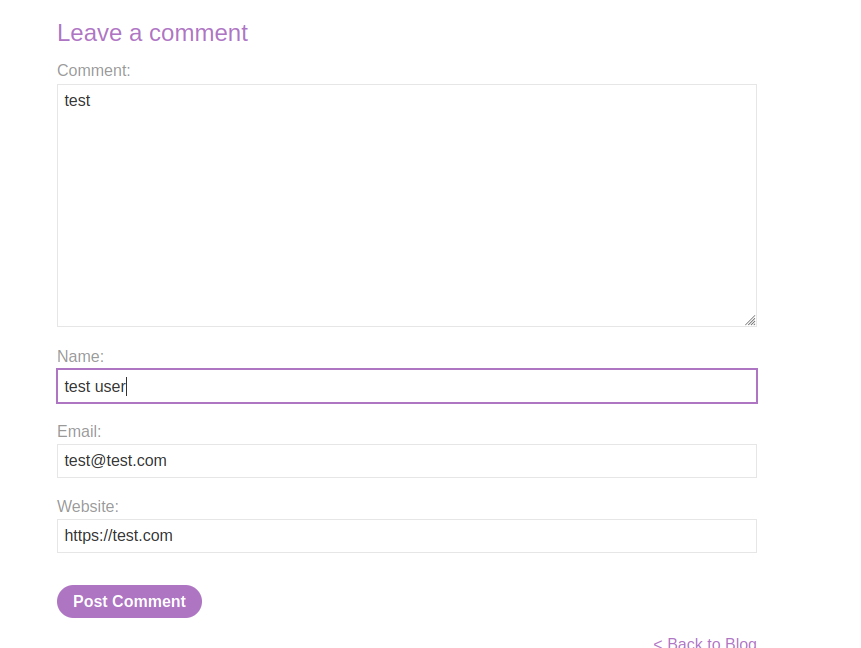 Leave a comment
Comment:
test
Name:
test user
Email:
test@test.com
Website:
https://test.com
Post Comment
< Back to Blog